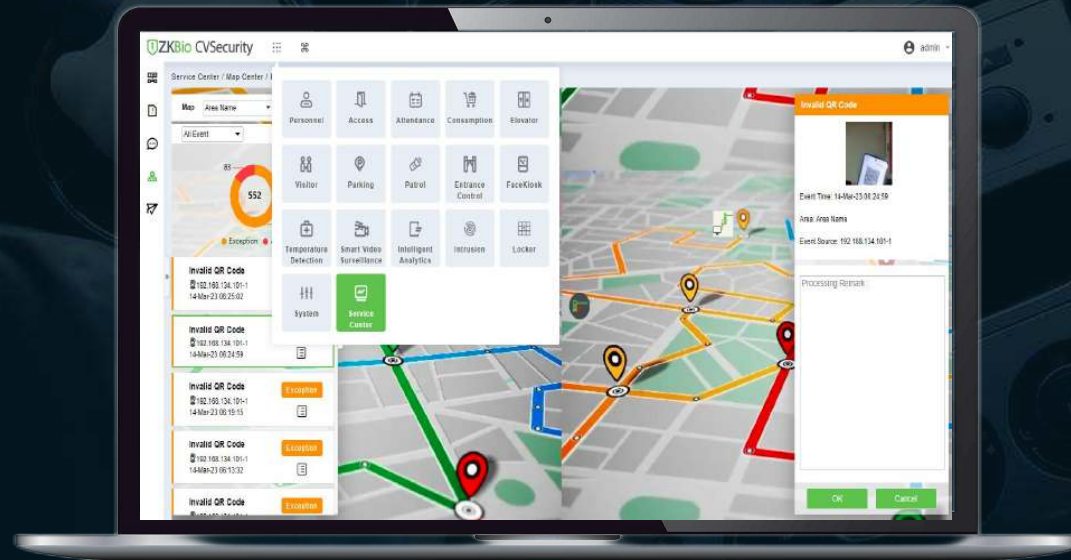 ZKBio CVSecurity
admin
Service Center / Map Center /
Map Area Name
All Event
83
552
Exception
Personnel
Access
Attendance
Consumption
Elevator
Visitor
Parking
Patrol
Entrance
Control
FaceKiosk
Temperature
Detection
Smart Video
Surveillance
Intelligent
Analytics
Intrusion
Locker
System
Service
Center
Invalid QR Code
192.168.134.101-1
14-Mar-23 06:25:02
Invalid QR Code
192.168.134.101-1
14-Mar-23 06:24:59
Invalid QR Code
Exception
192.168.134.101-1
14-Mar-23 06:19:15
Invalid QR Code
Exception
192.168.134.101-1
14-Mar-23 06:13:32
Invalid QR Code
Exception
Invalid QR Code
Event Time: 14-Mar-23 06:24:59
Area: Area Name
Event Source: 192.168.134.101-1
Processing Remark
OK
Cancel